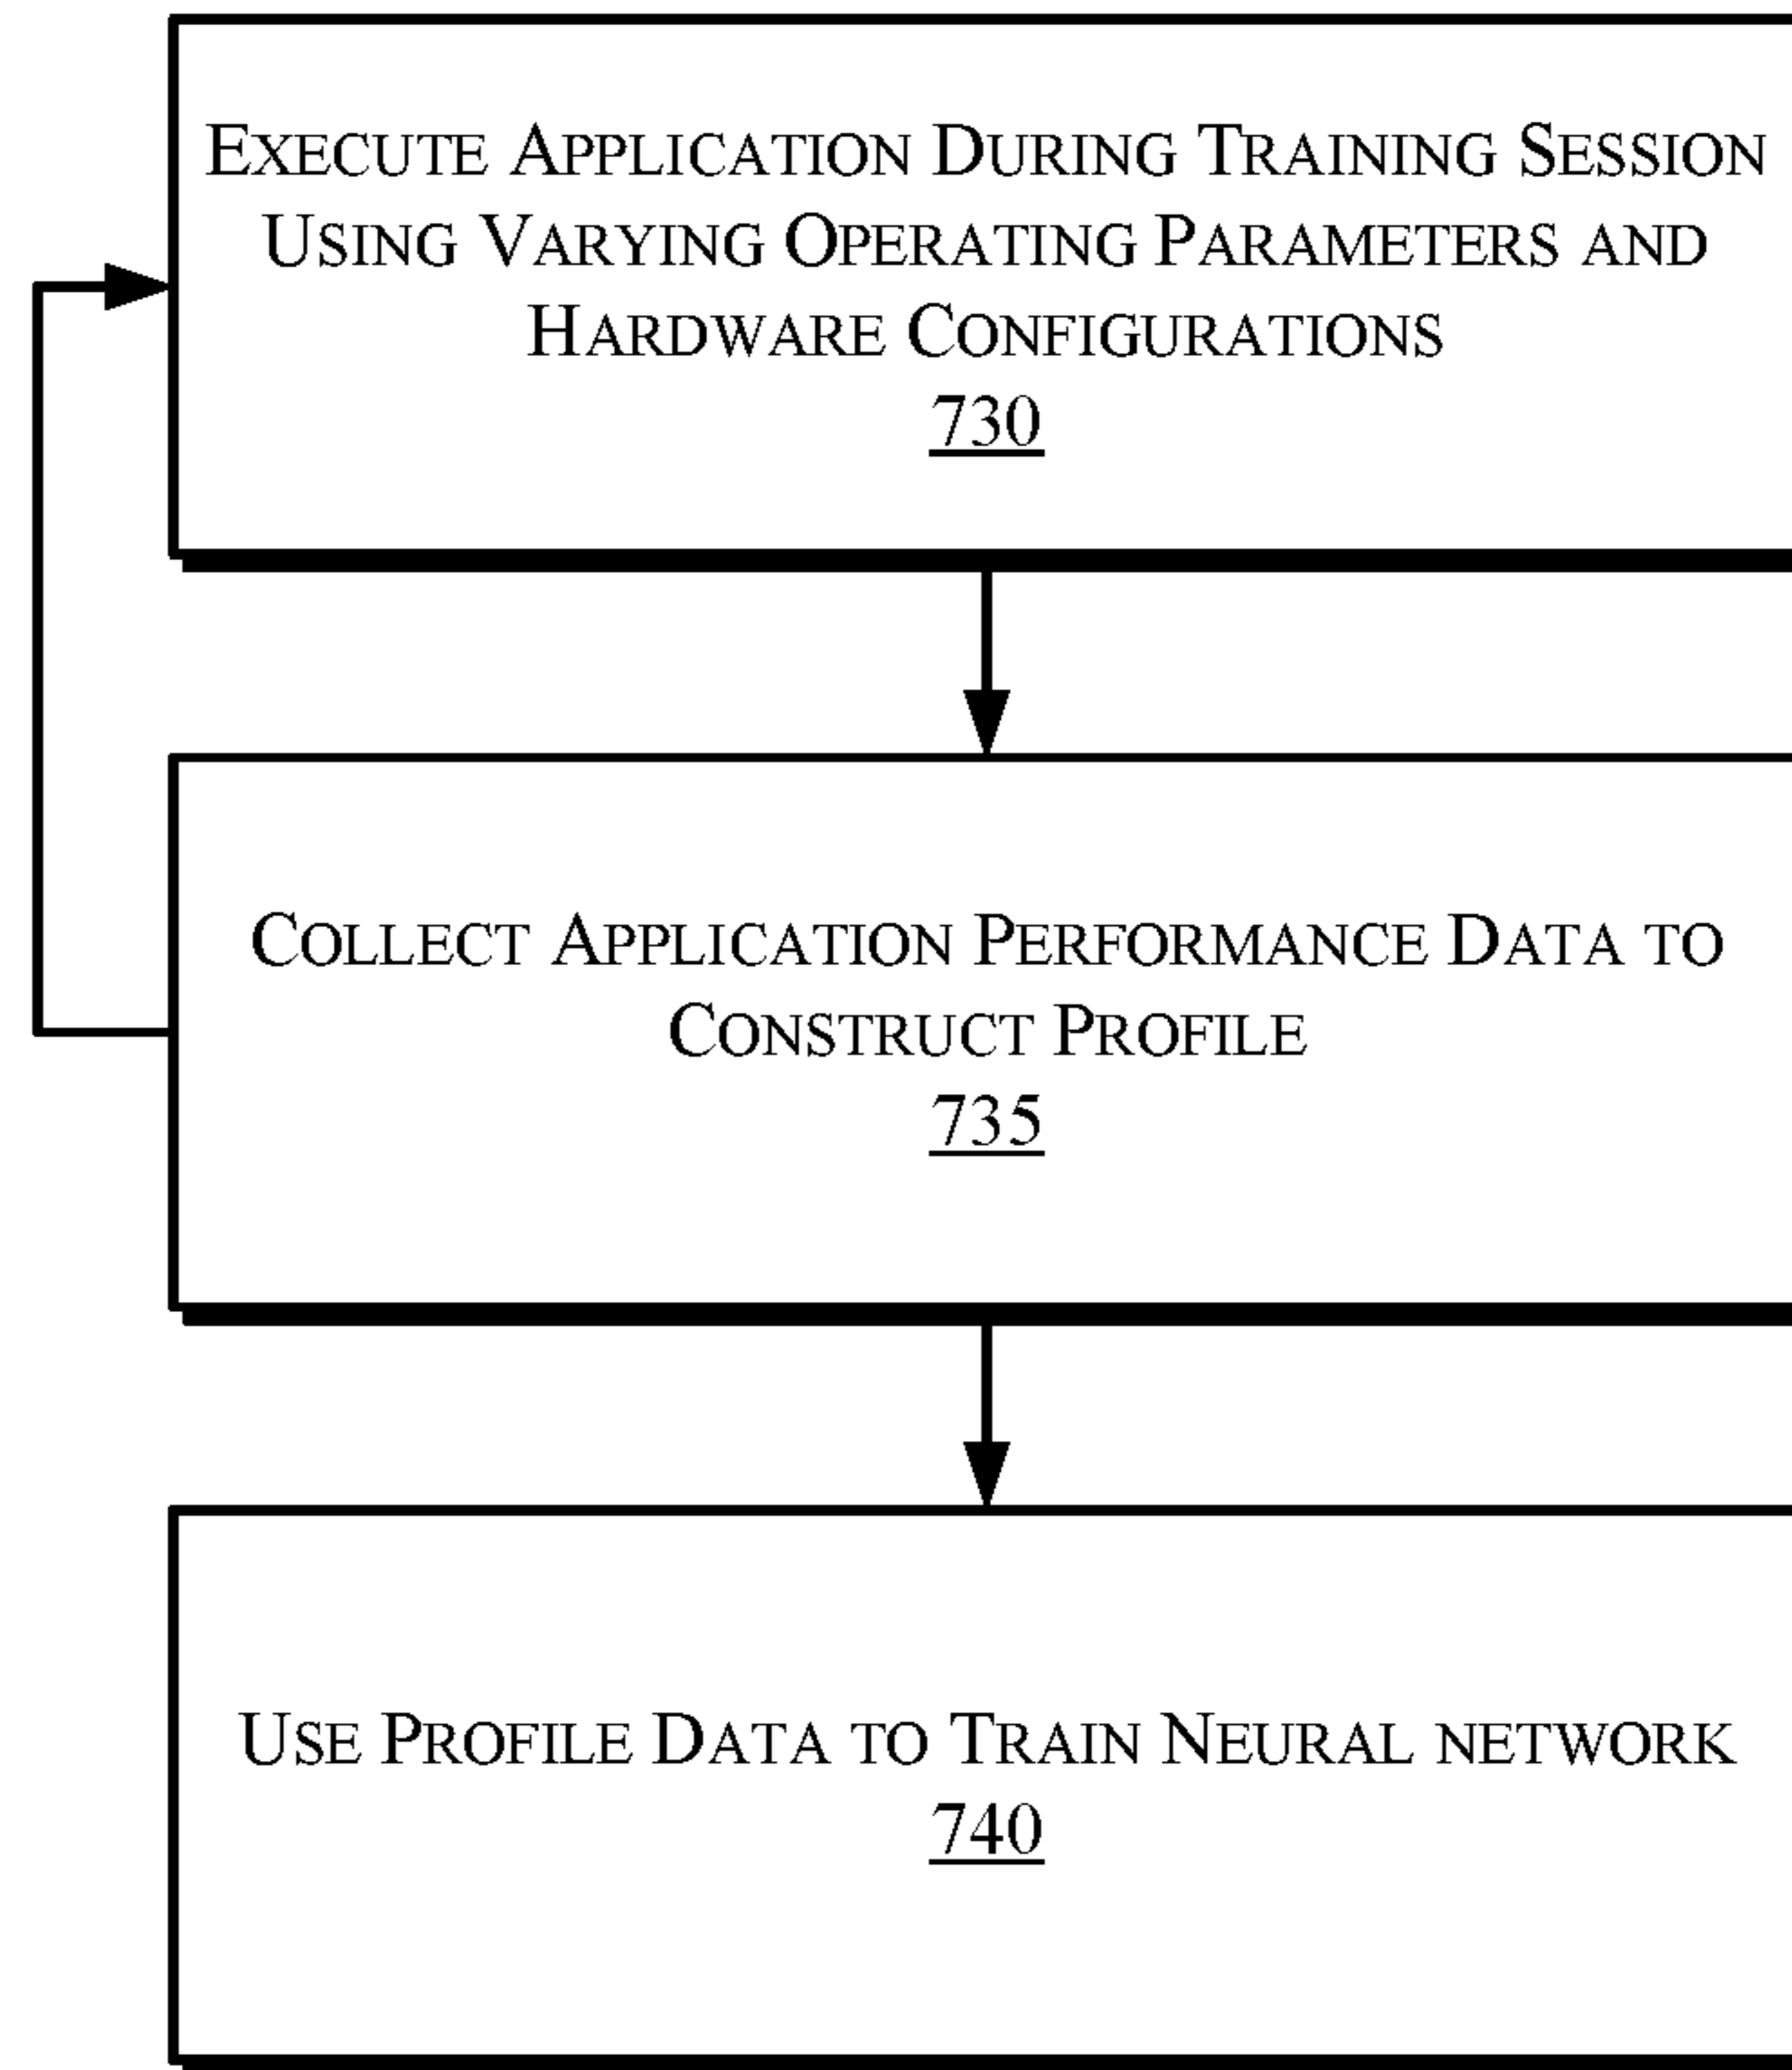 Execute Application During Training Session
Using Varying Operating Parameters and
Hardware Configurations
730
Collect Application Performance Data to
Construct Profile
735
Use Profile Data to Train Neural network
740